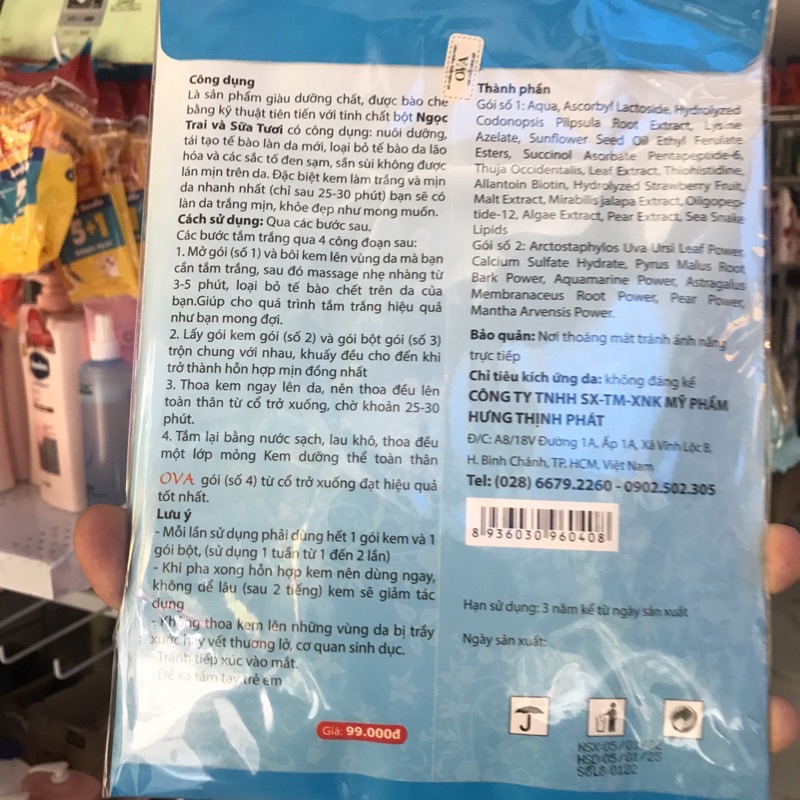 OVA
Công dụng
Là sản phẩm giàu dưỡng chất, được bào chế
bằng kỹ thuật tiên tiến với tinh chất bột Ngọc
Trai và Sữa Tươi có công dụng: nuôi dưỡng,
tái tạo tế bào làn da mới, loại bỏ tế bào da lão
hóa và các sắc tố đen sạm, sần sùi không được
lán mịn trên da. Đặc biệt kem làm trắng và mịn
da nhanh nhất (chỉ sau 25-30 phút) bạn sẽ có
làn da trắng mịn, khỏe đẹp như mong muốn.
Cách sử dụng: Qua các bước sau.
Các bước tắm trắng qua 4 công đoạn sau:
1. Mở gói (số 1) và bôi kem lên vùng da mà bạn
cần tắm trắng, sau đó massage nhẹ nhàng từ
3-5 phút, loại bỏ tế bào chết trên da của
bạn.Giúp cho quá trình tắm trắng hiệu quả
như bạn mong đợi.
2. Lấy gói kem gói (số 2) và gói bột gói (số 3)
trộn chung với nhau, khuấy đều cho đến khi
trở thành hỗn hợp mịn đồng nhất
3. Thoa kem ngay lên da, nên thoa đều lên
toàn thân từ cổ trở xuống, chờ khoản 25-30
phút.
4. Tắm lại bằng nước sạch, lau khô, thoa đều
một lớp mỏng Kem dưỡng thể toàn thân
OVA gói (số 4) từ cổ trở xuống đạt hiệu quả
tốt nhất.
Lưu ý
- Mỗi lần sử dụng phải dùng hết 1 gói kem và 1
gói bột, (sử dụng 1 tuần từ 1 đến 2 lần)
- Khi pha xong hỗn hợp kem nên dùng ngay,
không để lâu (sau 2 tiếng) kem sẽ giảm tác
dụng
- Không thoa kem lên những vùng da bị trầy
xước hay vết thương lở, cơ quan sinh dục.
- Tránh tiếp xúc vào mắt.
- Để xa tầm tay trẻ em
Giá: 99.000đ
Thành phần
Gói số 1: Aqua, Ascorbyl Lactoside, Hydrolyzed
Codonopsis Pilpsula Root Extract, Lysine
Azelate, Sunflower Seed Oil Ethyl Ferulate
Esters, Succinol Asorbate Pentapeptide-6,
Thuja Occidentalis, Leaf Extract, Thiohistidine,
Allantoin Biotin, Hydrolyzed Strawberry Fruit,
Malt Extract, Mirabilis jalapa Extract, Oligopep-
tide-12, Algae Extract, Pear Extract, Sea Snake
Lipids
Gói số 2: Arctostaphylos Uva Ursi Leaf Power,
Calcium Sulfate Hydrate, Pyrus Malus Root
Bark Power, Aquamarine Power, Astragalus
Membranaceus Root Power, Pear Power,
Mantha Arvensis Power.
Bảo quản: Nơi thoáng mát tránh ánh nắng
trực tiếp
Chỉ tiêu kích ứng da: không đáng kể
CÔNG TY TNHH SX-TM-XNK MỸ PHẨM
HƯNG THỊNH PHÁT
Đ/C: A8/18V Đường 1A, Ấp 1A, Xã Vĩnh Lộc B,
H. Bình Chánh, TP. HCM, Việt Nam
Tel: (028) 6679.2260 - 0902.502.305
8 936030 960408
Hạn sử dụng: 3 năm kể từ ngày sản xuất
Ngày sản xuất:
NSX:05/01/22
HSD:05/01/25
SGL6 0122
5+1